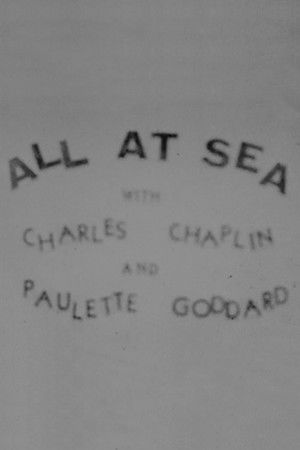 ALL AT SEA
WITH
CHARLES CHAPLIN
AND
PAULETTE GODDARD